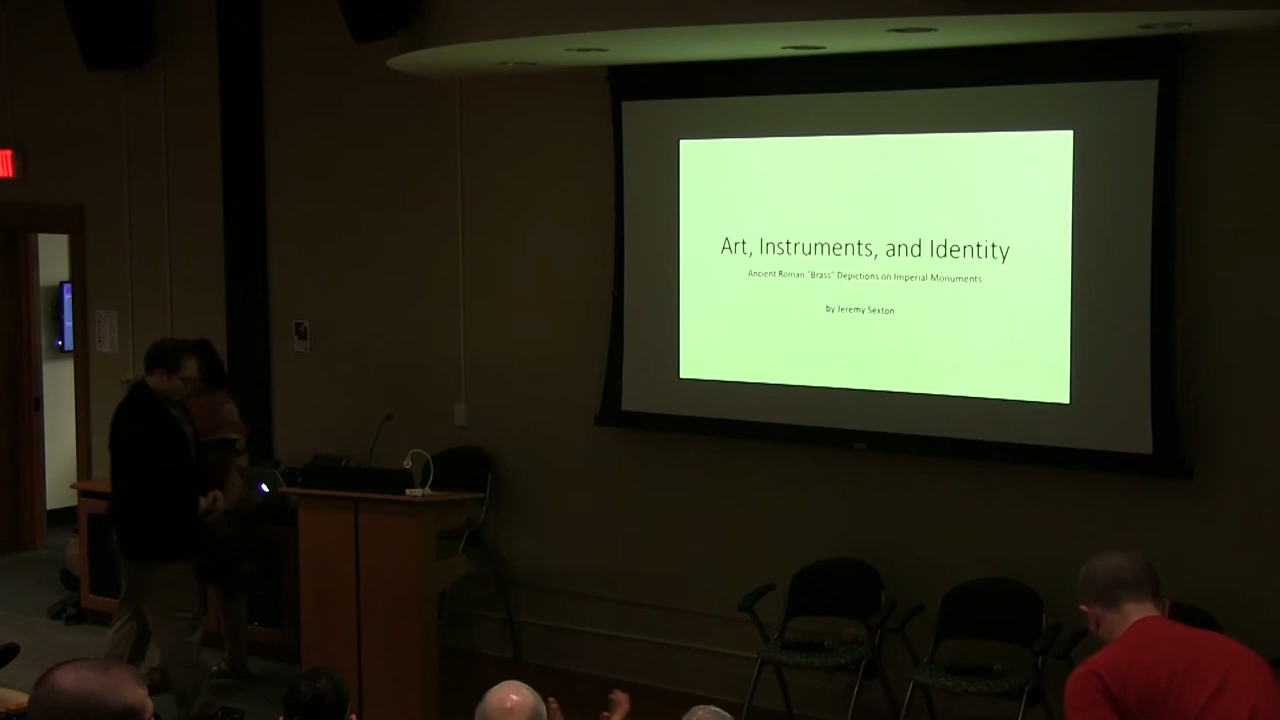 Art, Instruments, and Identity
Ancient Roman "Brass" Depictions on Imperial Monuments
by Jeremy Sexton